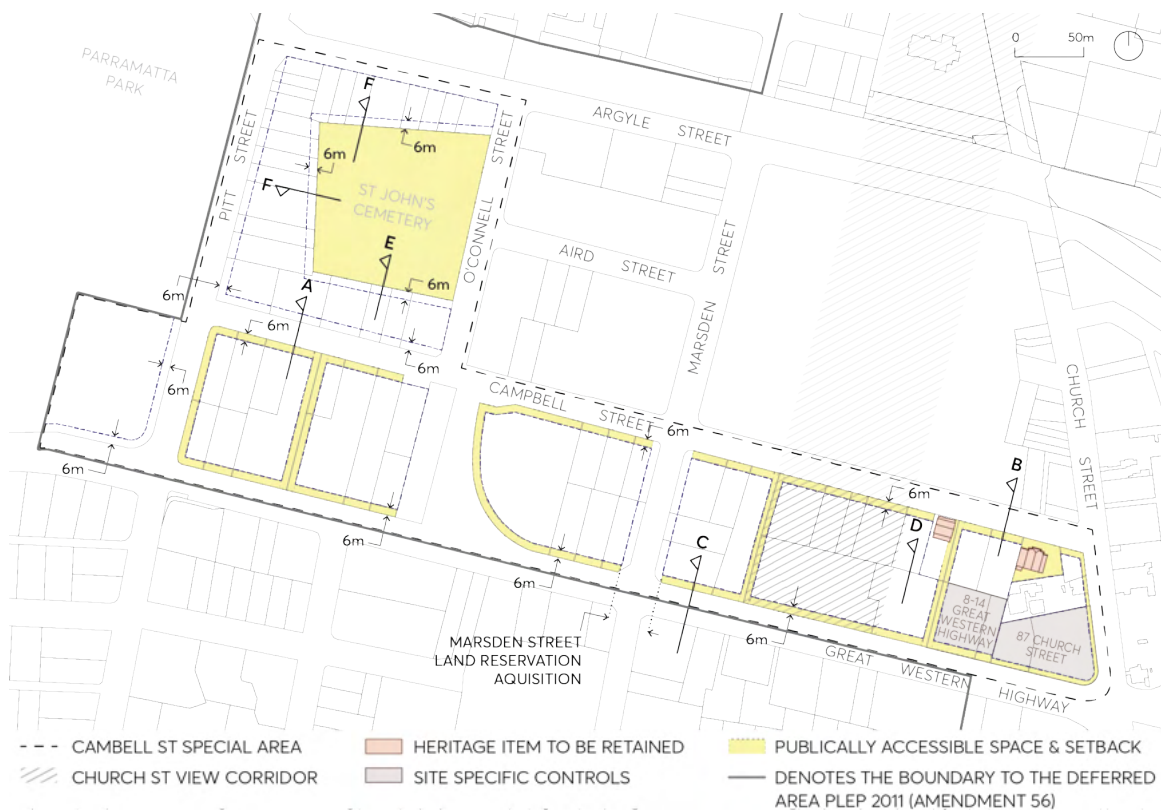 PARRAMATTA
PARK
0 50m
ARGYLE STREET
F
6m
6m
PITT STREET
F
ST JOHN'S
CEMETERY
O'CONNELL STREET
E
AIRD STREET
MARSDEN STREET
6m
A
6m
6m
6m
6m
CHURCH STREET
CAMPBELL STREET
6m
6m
B
6m
D
C
6m
6m
8-14
GREAT
WESTERN
HIGHWAY
87 CHURCH
STREET
6m
MARSDEN STREET
LAND RESERVATION
AQUISITION
GREAT WESTERN HIGHWAY
CAMBELL ST SPECIAL AREA
HERITAGE ITEM TO BE RETAINED
PUBLICALLY ACCESSIBLE SPACE & SETBACK
CHURCH ST VIEW CORRIDOR
SITE SPECIFIC CONTROLS
DENOTES THE BOUNDARY TO THE DEFERRED
AREA PLEP 2011 (AMENDMENT 56)